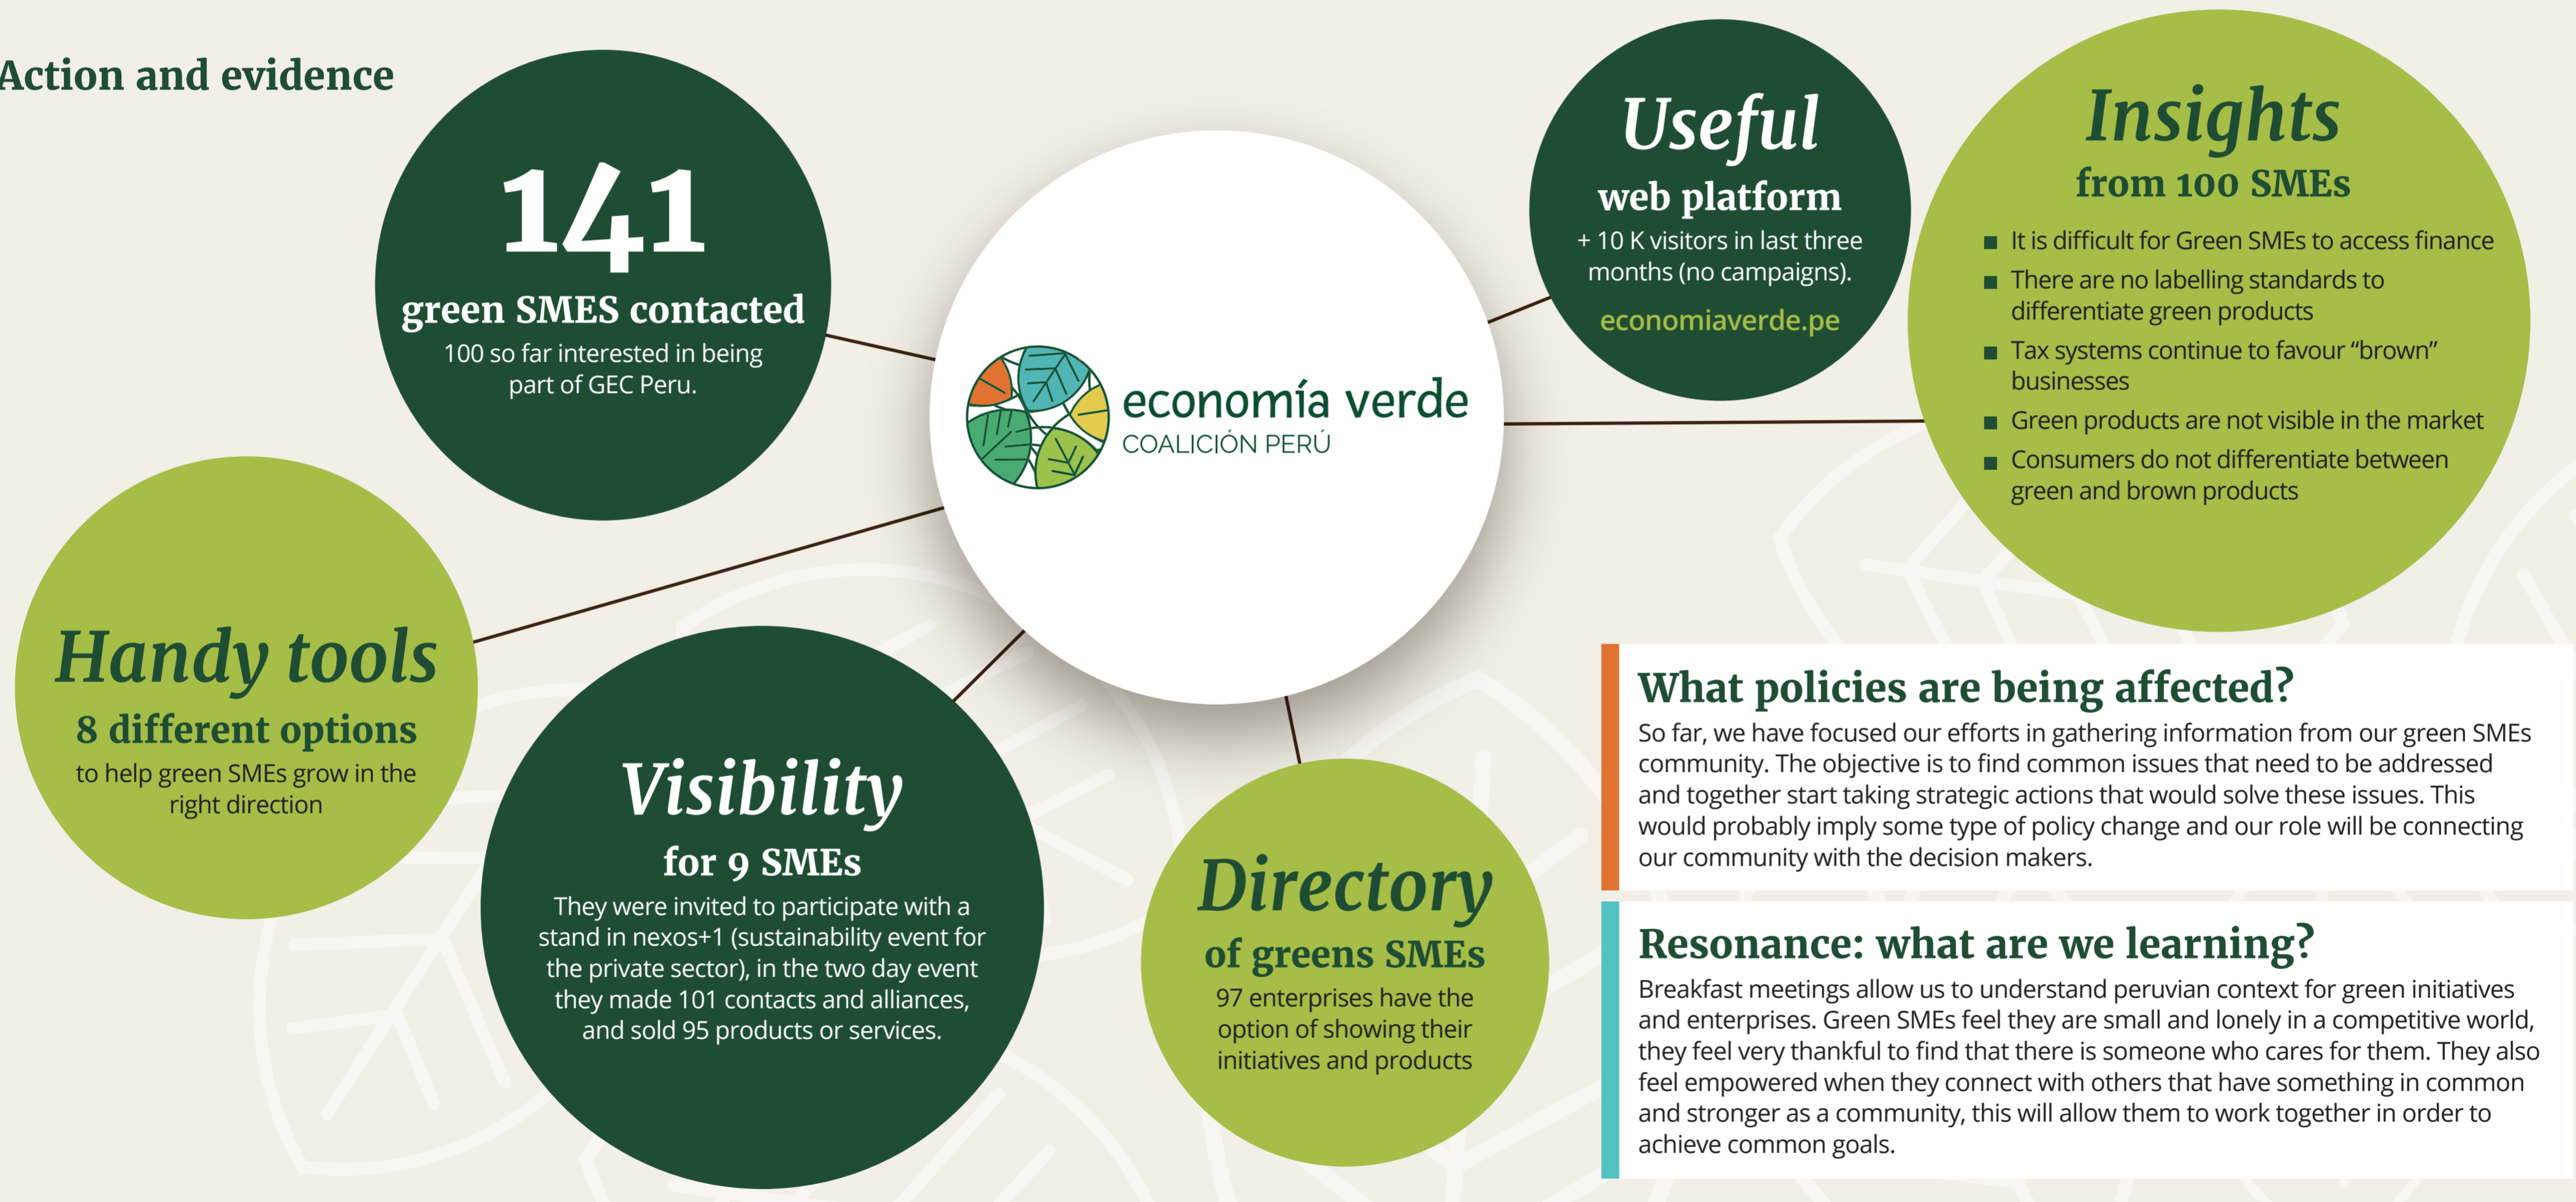 Action and evidence
141
green SMES contacted
100 so far interested in being
part of GEC Peru.
Handy tools
8 different options
to help green SMEs grow in the
right direction
Visibility
for 9 SMEs
They were invited to participate with a
stand in nexos+1 (sustainability event for
the private sector), in the two day event
they made 101 contacts and alliances,
and sold 95 products or services.
economía verde
COALICIÓN PERÚ
Directory
of greens SMEs
97 enterprises have the
option of showing their
initiatives and products
Useful
web platform
+ 10 K visitors in last three
months (no campaigns).
economiaverde.pe
Insights
from 100 SMEs
■ It is difficult for Green SMEs to access finance
■ There are no labelling standards to
differentiate green products
■ Tax systems continue to favour “brown”
businesses
■ Green products are not visible in the market
■ Consumers do not differentiate between
green and brown products
What policies are being affected?
So far, we have focused our efforts in gathering information from our green SMEs
community. The objective is to find common issues that need to be addressed
and together start taking strategic actions that would solve these issues. This
would probably imply some type of policy change and our role will be connecting
our community with the decision makers.
Resonance: what are we learning?
Breakfast meetings allow us to understand peruvian context for green initiatives
and enterprises. Green SMEs feel they are small and lonely in a competitive world,
they feel very thankful to find that there is someone who cares for them. They also
feel empowered when they connect with others that have something in common
and stronger as a community, this will allow them to work together in order to
achieve common goals.